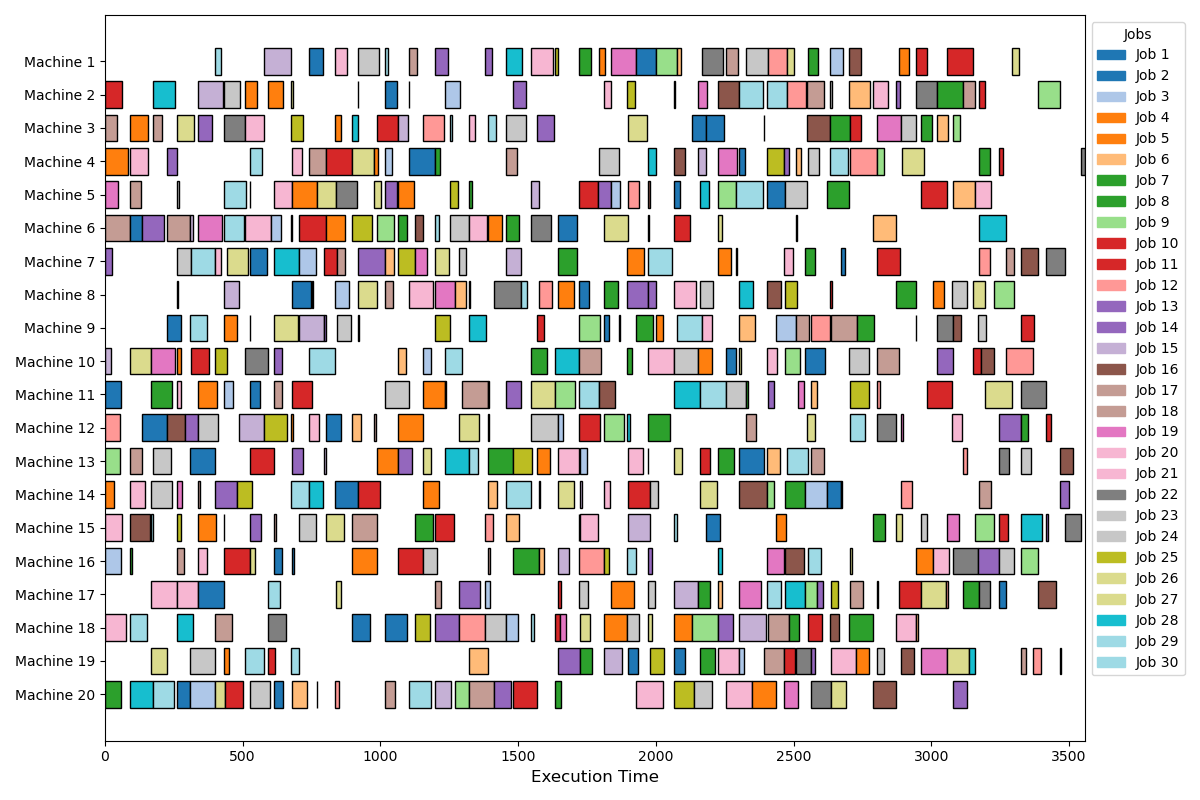 Machine 1
Machine 2
Machine 3
Machine 4
Machine 5
Machine 6
Machine 7
Machine 8
Machine 9
Machine 10
Machine 11
Machine 12
Machine 13
Machine 14
Machine 15
Machine 16
Machine 17
Machine 18
Machine 19
Machine 20
0 500 1000 1500 2000 2500 3000 3500
Execution Time
Jobs
Job 1
Job 2
Job 3
Job 4
Job 5
Job 6
Job 7
Job 8
Job 9
Job 10
Job 11
Job 12
Job 13
Job 14
Job 15
Job 16
Job 17
Job 18
Job 19
Job 20
Job 21
Job 22
Job 23
Job 24
Job 25
Job 26
Job 27
Job 28
Job 29
Job 30